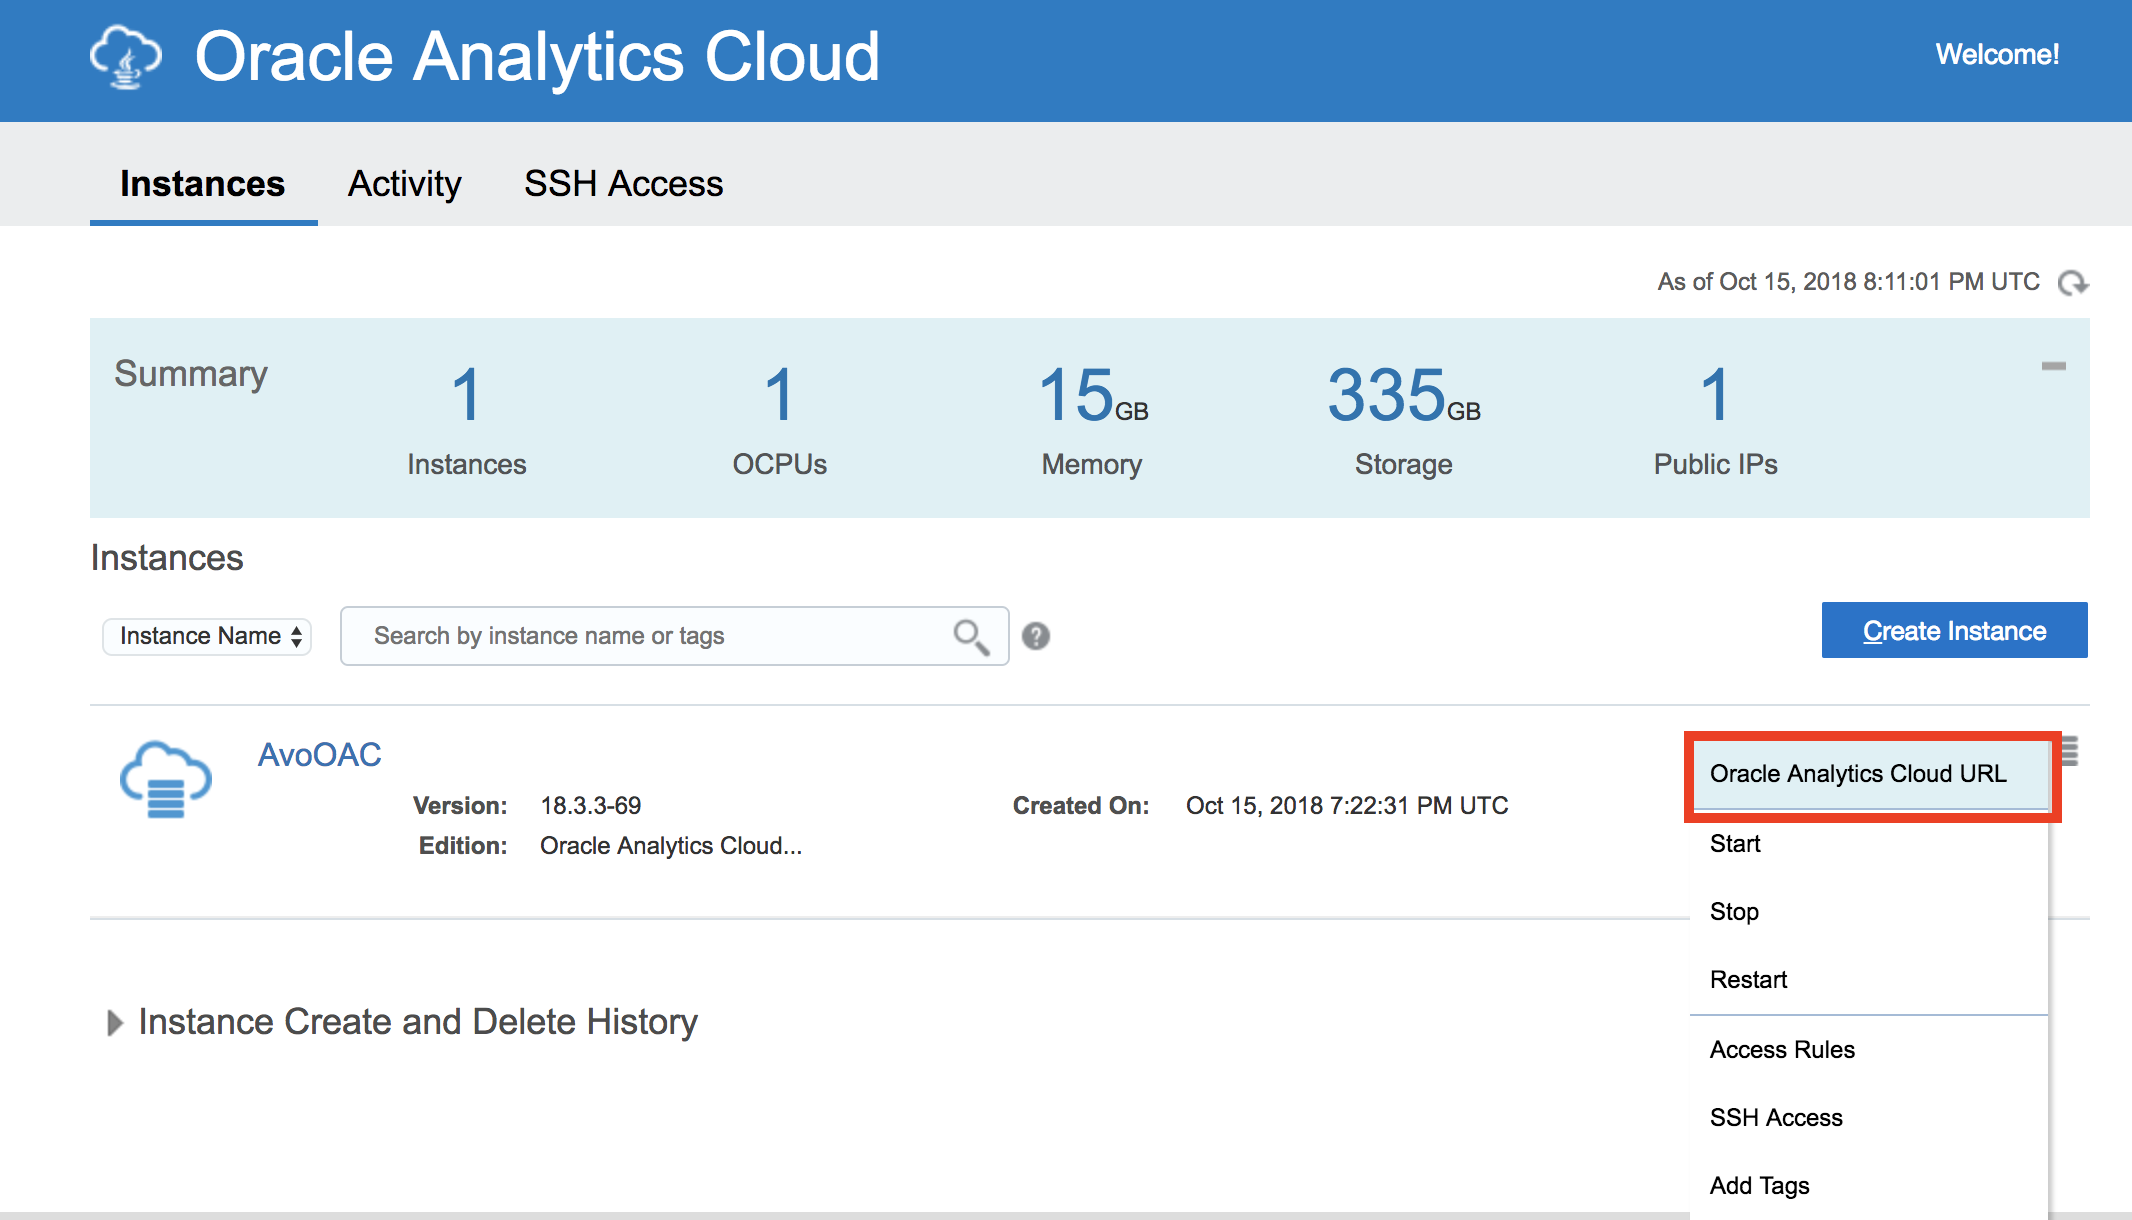 Oracle Analytics Cloud
Welcome!
Instances Activity SSH Access
As of Oct 15, 2018 8:11:01 PM UTC
Summary
1 1 15GB 335GB 1
Instances OCPUs Memory Storage Public IPs
Instances
Instance Name Search by instance name or tags ? Create Instance
AvoOAC
Version: 18.3.3-69 Created On: Oct 15, 2018 7:22:31 PM UTC
Edition: Oracle Analytics Cloud...
Oracle Analytics Cloud URL
Start
Stop
Restart
Access Rules
SSH Access
Add Tags
Instance Create and Delete History